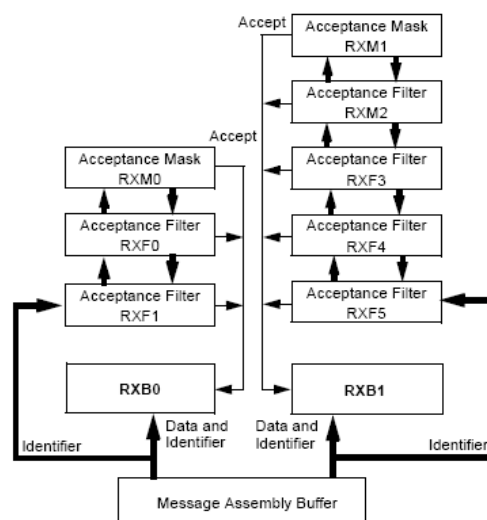 Accept
Acceptance Mask
RXM1
Acceptance Filter
RXM2
Accept
Acceptance Mask
RXM0
Acceptance Filter
RXF3
Acceptance Filter
RXF0
Acceptance Filter
RXF4
Acceptance Filter
RXF1
Acceptance Filter
RXF5
RXB0
RXB1
Data and
Identifier
Data and
Identifier
Identifier
Identifier
Message Assembly Buffer